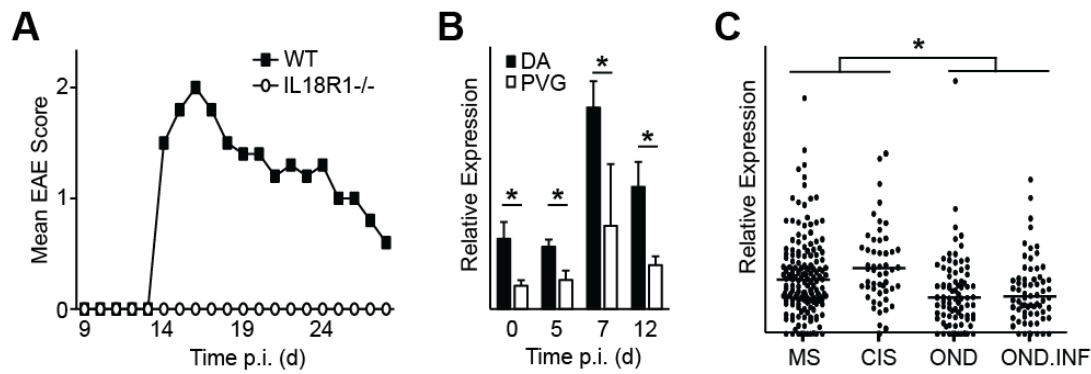 A
WT
IL18R1-/-
Mean EAE Score
2
1
0
9 14 19 24
Time p.i. (d)
B
DA
PVG
* * * *
Relative Expression
0 5 7 12
Time p.i. (d)
C
*
Relative Expression
MS CIS OND OND.INF